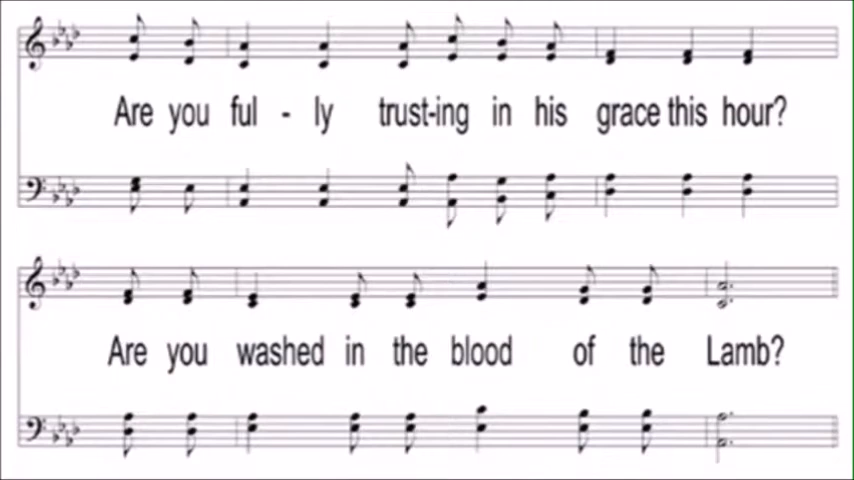 Are you ful - ly trust-ing in his grace this hour?
Are you washed in the blood of the Lamb?